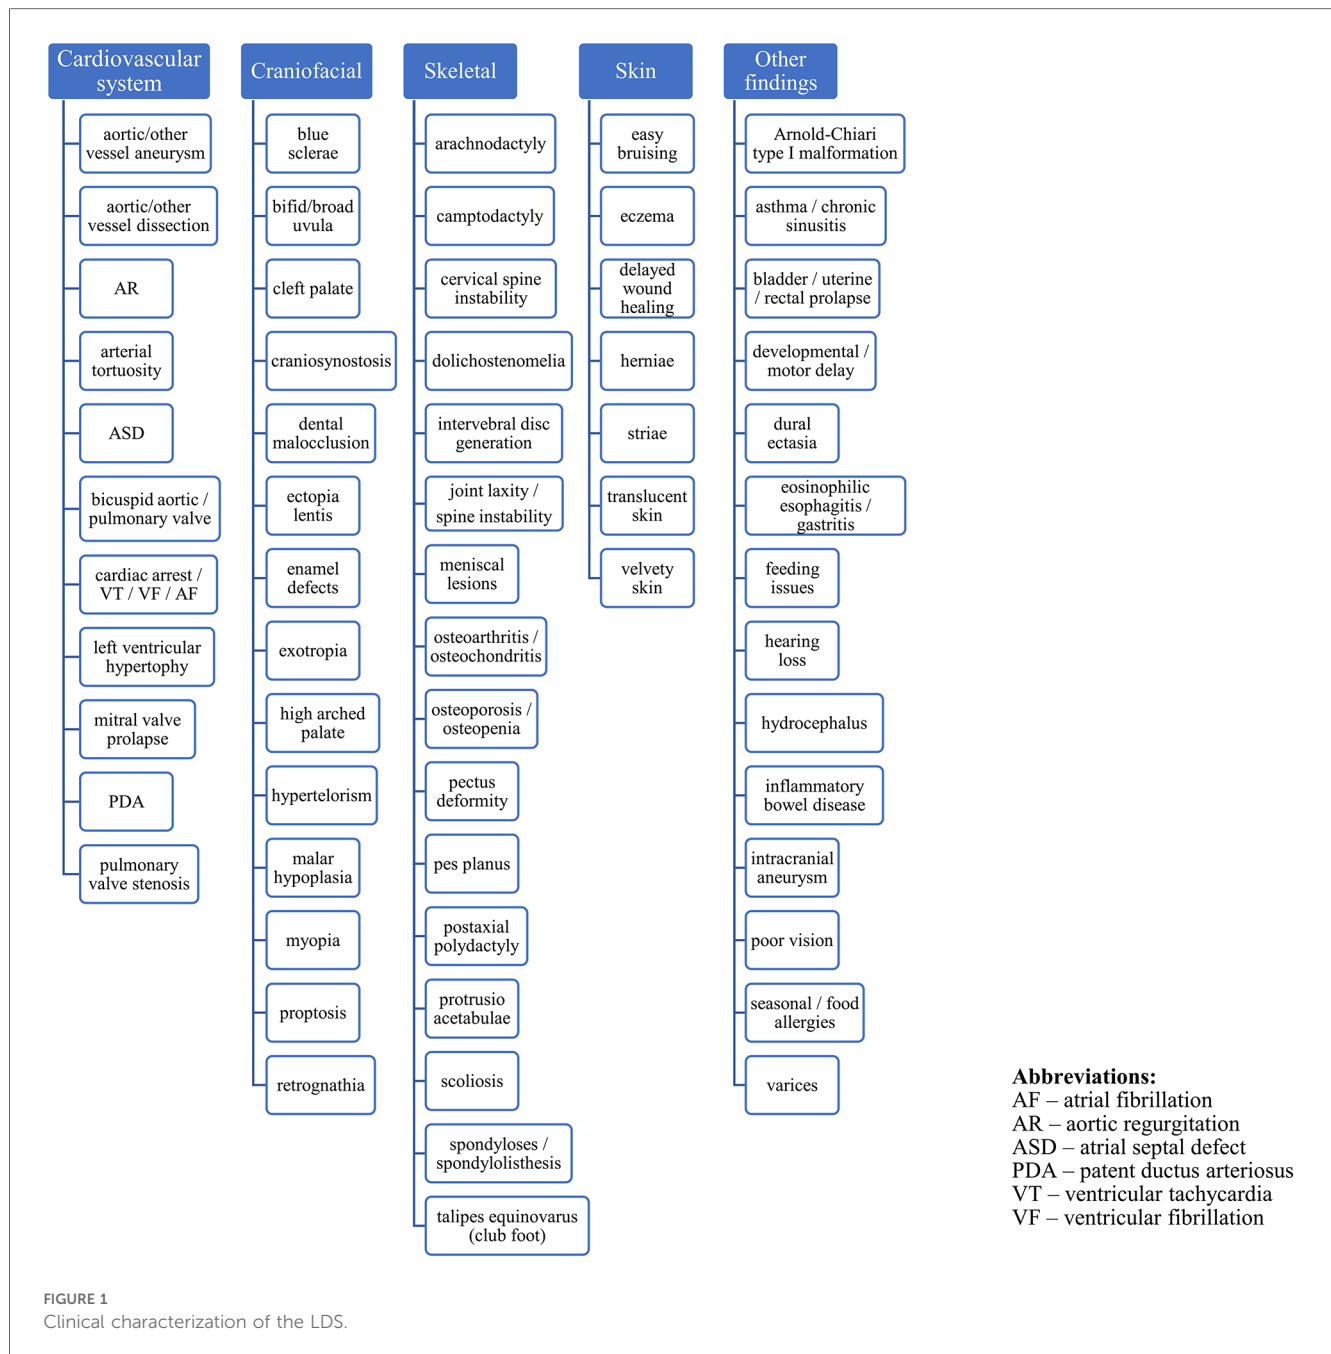 Cardiovascular
system
aortic/other
vessel aneurysm
aortic/other
vessel dissection
AR
arterial
tortuosity
ASD
bicuspid aortic /
pulmonary valve
cardiac arrest /
VT / VF / AF
left ventricular
hypertophy
mitral valve
prolapse
PDA
pulmonary
valve stenosis
Craniofacial
blue
sclerae
bifid/broad
uvula
cleft palate
craniosynostosis
dental
malocclusion
ectopia
lentis
enamel
defects
exotropia
high arched
palate
hypertelorism
malar
hypoplasia
myopia
proptosis
retrognathia
Skeletal
arachnodactyly
camptodactyly
cervical spine
instability
dolichostenomelia
intervebral disc
generation
joint laxity /
spine instability
meniscal
lesions
osteoarthritis /
osteochondritis
osteoporosis /
osteopenia
pectus
deformity
pes planus
postaxial
polydactyly
protrusio
acetabulae
scoliosis
spondyloses /
spondylolisthesis
talipes equinovarus
(club foot)
Skin
easy
bruising
eczema
delayed
wound
healing
herniae
striae
translucent
skin
velvety
skin
Other
findings
Arnold-Chiari
type I malformation
asthma / chronic
sinusitis
bladder / uterine
/ rectal prolapse
developmental /
motor delay
dural
ectasia
eosinophilic
esophagitis /
gastritis
feeding
issues
hearing
loss
hydrocephalus
inflammatory
bowel disease
intracranial
aneurysm
poor vision
seasonal / food
allergies
varices
Abbreviations:
AF – atrial fibrillation
AR – aortic regurgitation
ASD – atrial septal defect
PDA – patent ductus arteriosus
VT – ventricular tachycardia
VF – ventricular fibrillation
FIGURE 1
Clinical characterization of the LDS.